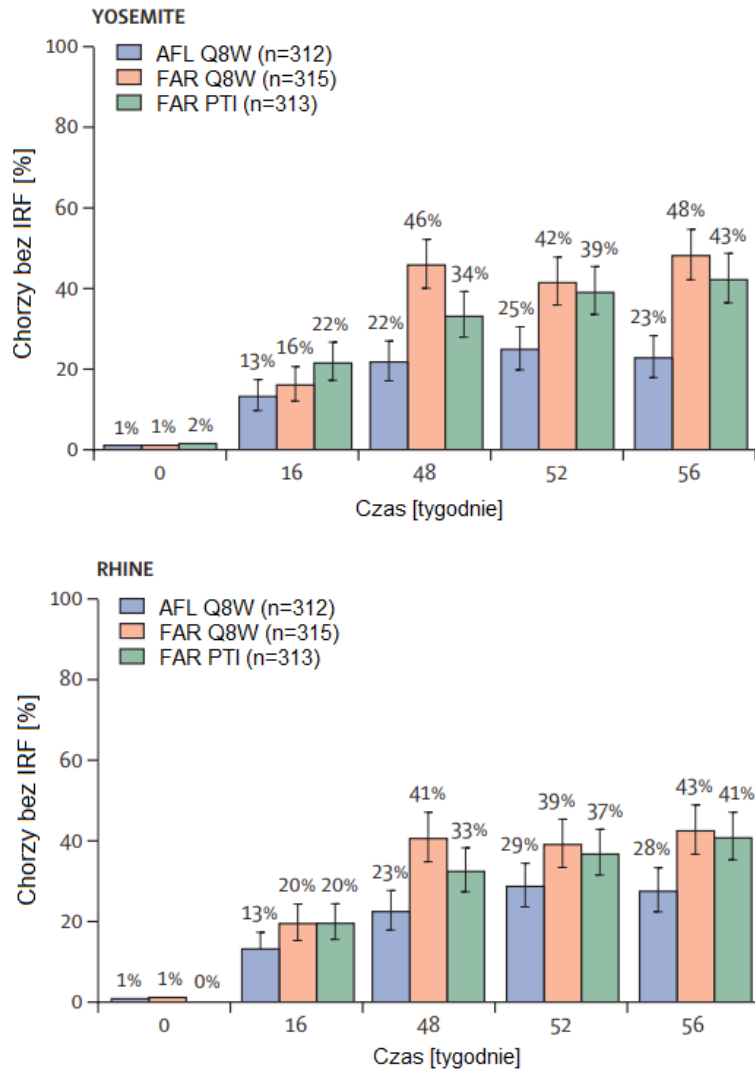 YOSEMITE
100
AFL Q8W (n=312)
FAR Q8W (n=315)
FAR PTI (n=313)
80
60
40
20
0
Chorzy bez IRF [%]
1% 1% 2%
13% 16% 22%
22% 46% 34%
25% 42% 39%
23% 48% 43%
0 16 48 52 56
Czas [tygodnie]
RHINE
100
AFL Q8W (n=312)
FAR Q8W (n=315)
FAR PTI (n=313)
80
60
40
20
0
Chorzy bez IRF [%]
1% 1% 0%
13% 20% 20%
23% 41% 33%
29% 39% 37%
28% 43% 41%
0 16 48 52 56
Czas [tygodnie]